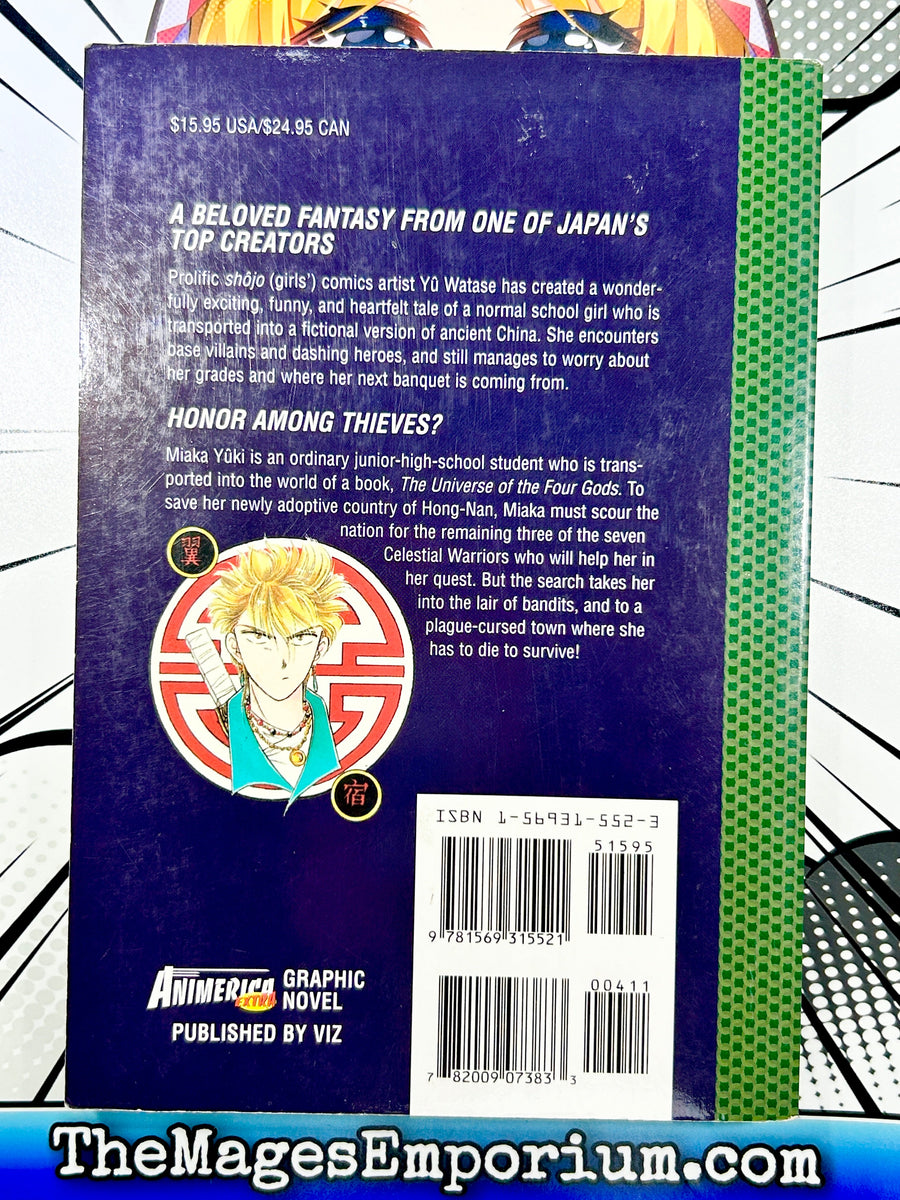 $15.95 USA/$24.95 CAN
A BELOVED FANTASY FROM ONE OF JAPAN'S
TOP CREATORS
Prolific shôjo (girls') comics artist Yû Watase has created a wonder-
fully exciting, funny, and heartfelt tale of a normal school girl who is
transported into a fictional version of ancient China. She encounters
base villains and dashing heroes, and still manages to worry about
her grades and where her next banquet is coming from.
HONOR AMONG THIEVES?
Miaka Yûki is an ordinary junior-high-school student who is trans-
ported into the world of a book, The Universe of the Four Gods. To
save her newly adoptive country of Hong-Nan, Miaka must scour the
nation for the remaining three of the seven
Celestial Warriors who will help her in
her quest. But the search takes her
into the lair of bandits, and to a
plague-cursed town where she
has to die to survive!
翼
宿
ISBN 1-56931-552-3
51595
9 781569 315521
00411
7 82009 07383 3
ANIMERICA EXTRA GRAPHIC
NOVEL
PUBLISHED BY VIZ
TheMagesEmporium.com